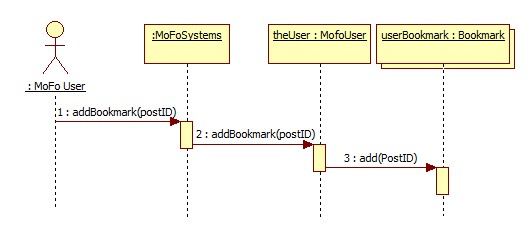 :MoFoSystems
theUser : MofoUser
userBookmark : Bookmark
: MoFo User
1 : addBookmark(postID)
2 : addBookmark(postID)
3 : add(PostID)